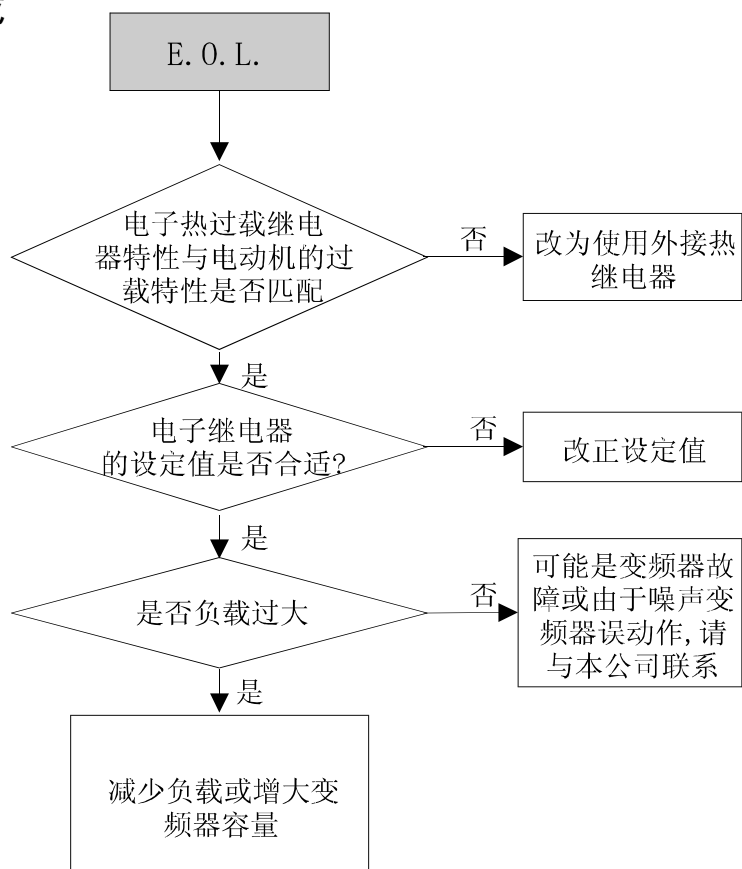 E.O.L.
电子热过载继电
器特性与电动机的过
载特性是否匹配
否
改为使用外接热
继电器
是
电子继电器
的设定值是否合适?
否
改正设定值
是
是否负载过大
否
可能是变频器故
障或由于噪声变
频器误动作,请
与本公司联系
是
减少负载或增大变
频器容量